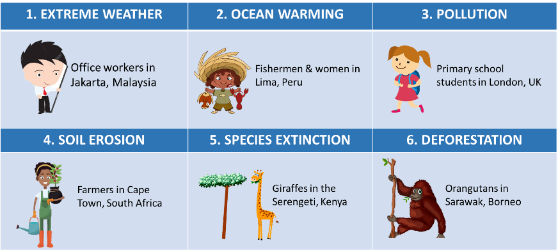 1. EXTREME WEATHER
2. OCEAN WARMING
3. POLLUTION
Office workers in
Jakarta, Malaysia
Fishermen & women in
Lima, Peru
Primary school
students in London, UK
4. SOIL EROSION
5. SPECIES EXTINCTION
6. DEFORESTATION
Farmers in Cape
Town, South Africa
Giraffes in the
Serengeti, Kenya
Orangutans in
Sarawak, Borneo